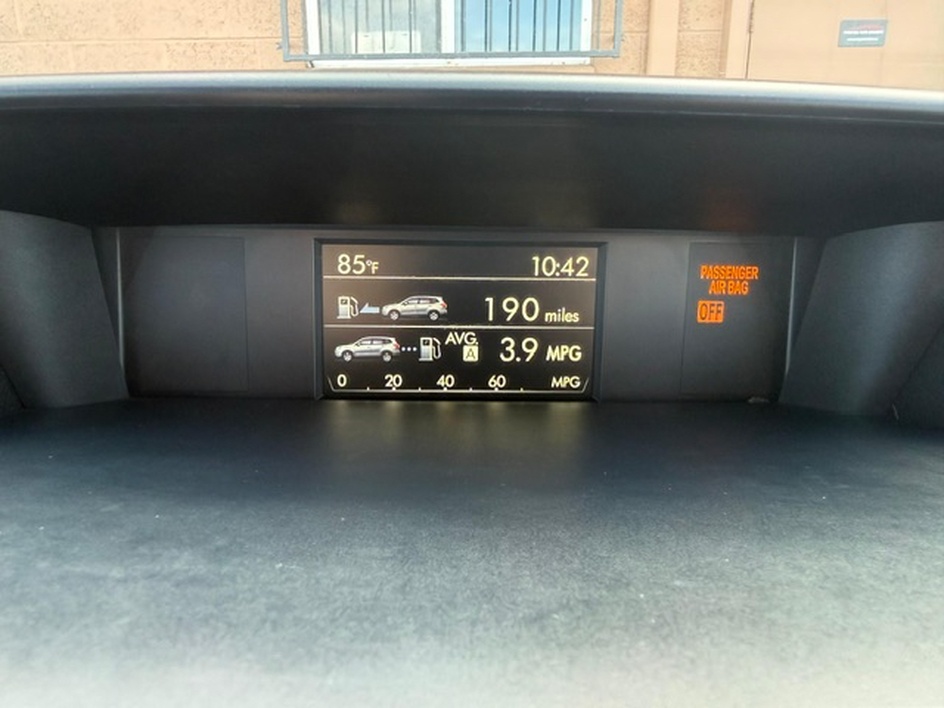 85°F 10:42
190 miles
AVG.
A 3.9 MPG
0 20 40 60 MPG
PASSENGER
AIR BAG
OFF